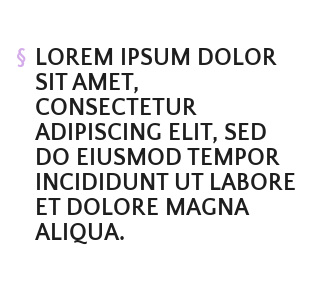 § LOREM IPSUM DOLOR
SIT AMET,
CONSECTETUR
ADIPISCING ELIT, SED
DO EIUSMOD TEMPOR
INCIDIDUNT UT LABORE
ET DOLORE MAGNA
ALIQUA.